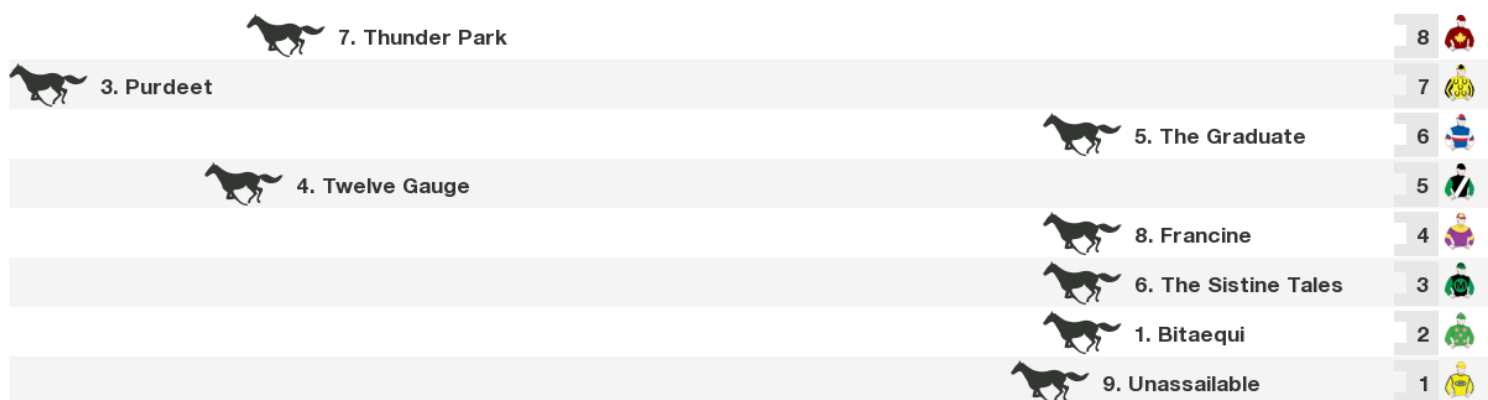 7. Thunder Park 8
3. Purdeet 7
5. The Graduate 6
4. Twelve Gauge 5
8. Francine 4
6. The Sistine Tales 3 M
1. Bitaequi 2
9. Unassailable 1